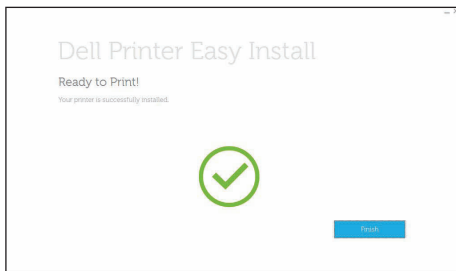 Dell Printer Easy Install
Ready to Print!
Your printer is successfully installed.
Finish